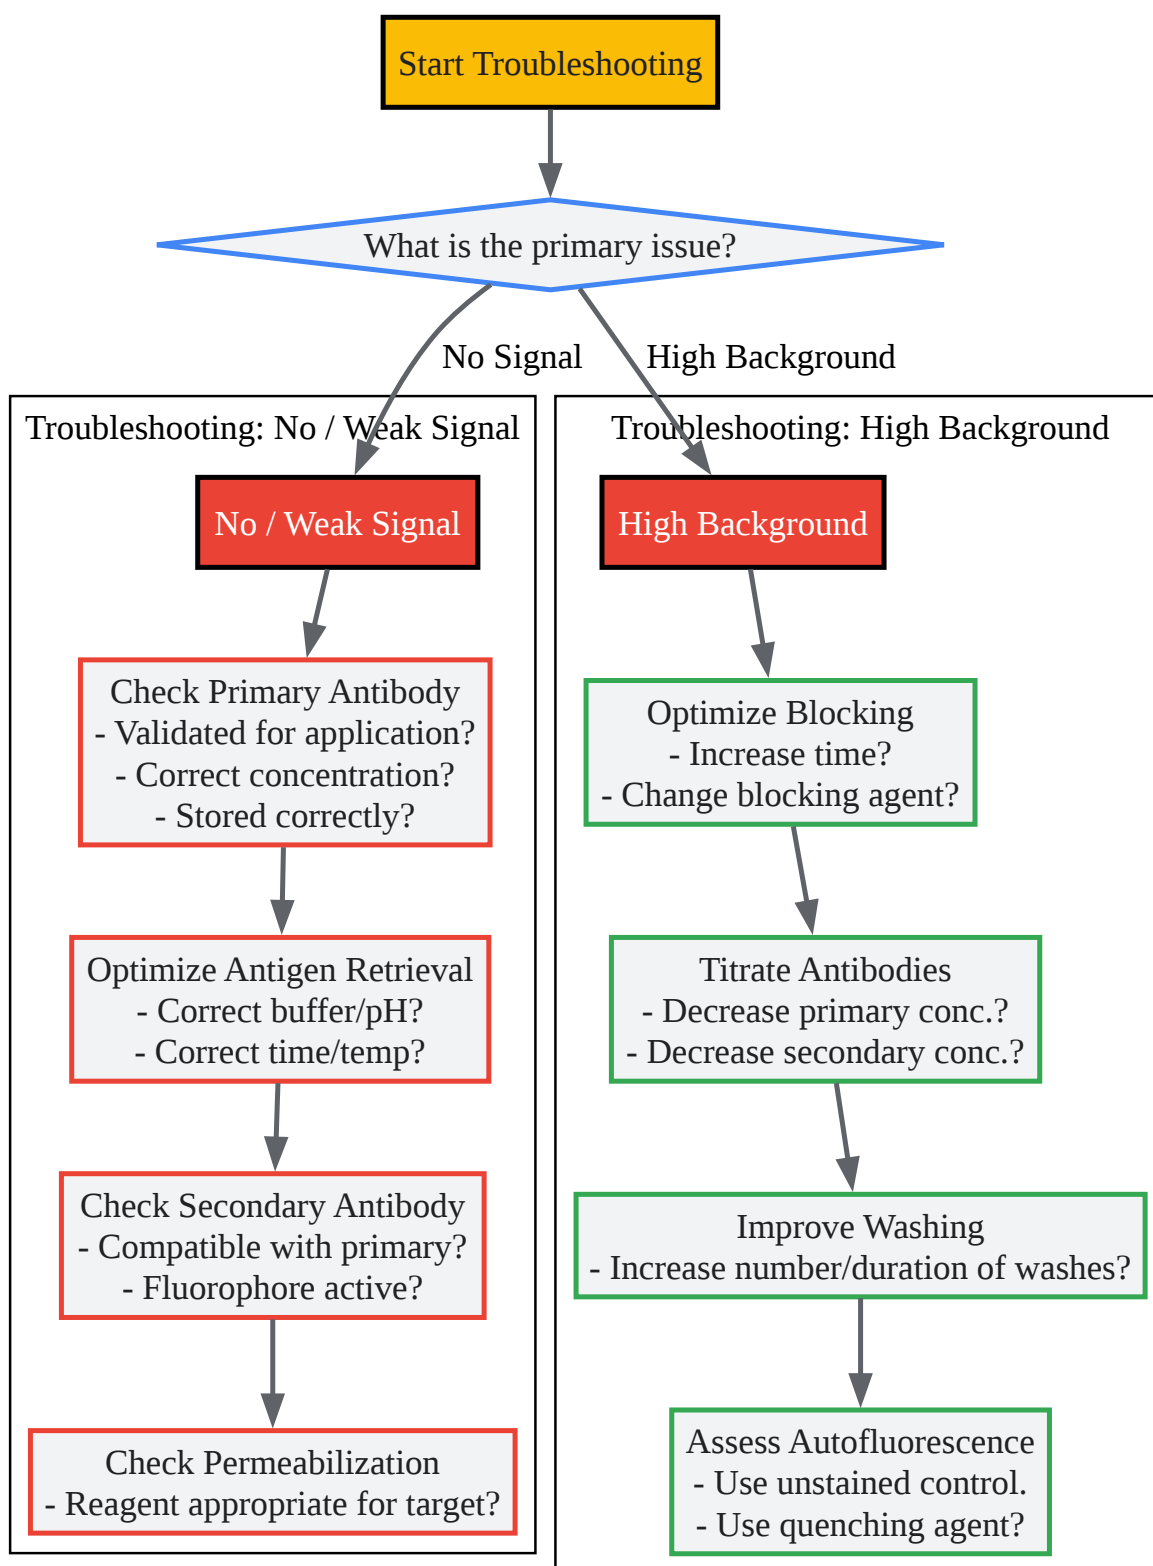 Start Troubleshooting
What is the primary issue?
No Signal
High Background
Troubleshooting: No / Weak Signal
No / Weak Signal
Check Primary Antibody
- Validated for application?
- Correct concentration?
- Stored correctly?
Optimize Antigen Retrieval
- Correct buffer/pH?
- Correct time/temp?
Check Secondary Antibody
- Compatible with primary?
- Fluorophore active?
Check Permeabilization
- Reagent appropriate for target?
Troubleshooting: High Background
High Background
Optimize Blocking
- Increase time?
- Change blocking agent?
Titrate Antibodies
- Decrease primary conc.?
- Decrease secondary conc.?
Improve Washing
- Increase number/duration of washes?
Assess Autofluorescence
- Use unstained control.
- Use quenching agent?